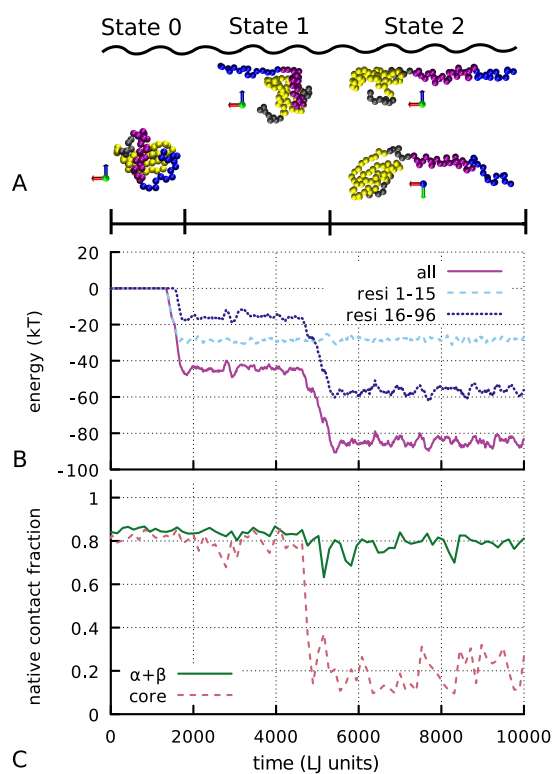 State 0 State 1 State 2
A
20
0
-20
-40
-60
-80
-100
energy (kT)
all
resi 1-15
resi 16-96
B
1
0.8
0.6
0.4
0.2
0
native contact fraction
α+β
core
0 2000 4000 6000 8000 10000
time (LJ units)
C